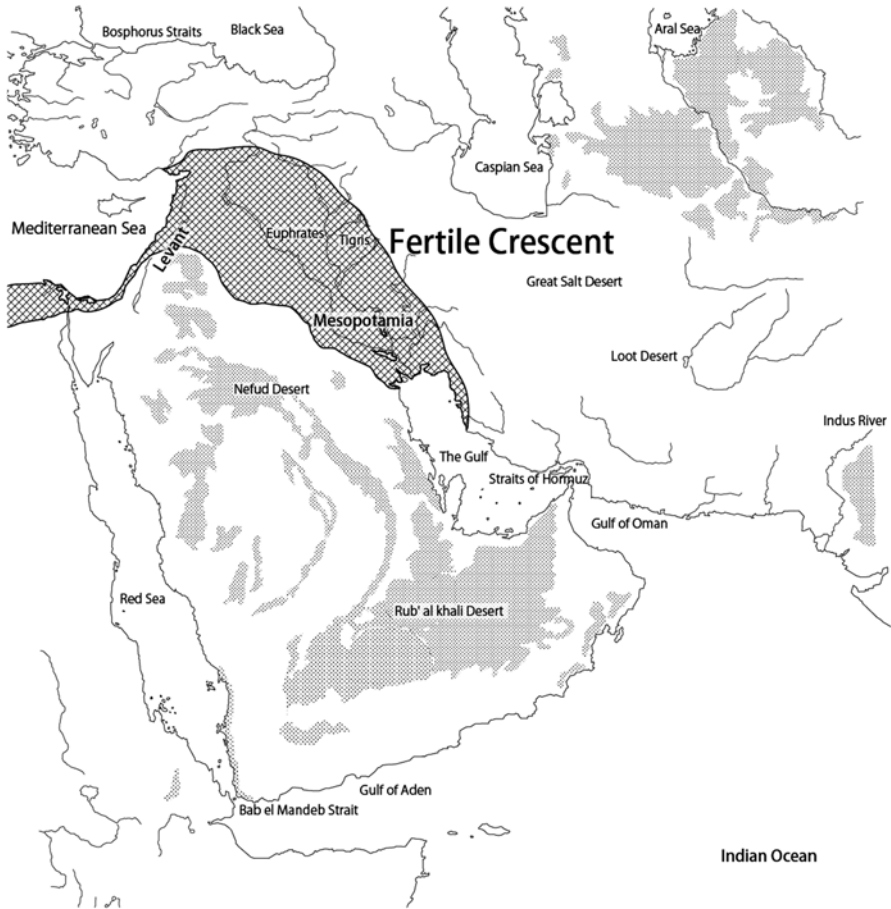 Bosphorus Straits
Black Sea
Aral Sea
Caspian Sea
Mediterranean Sea
Levant
Euphrates
Tigris
Fertile Crescent
Great Salt Desert
Mesopotamia
Loot Desert
Nefud Desert
Indus River
The Gulf
Straits of Hormuz
Gulf of Oman
Red Sea
Rub' al khali Desert
Gulf of Aden
Bab el Mandeb Strait
Indian Ocean